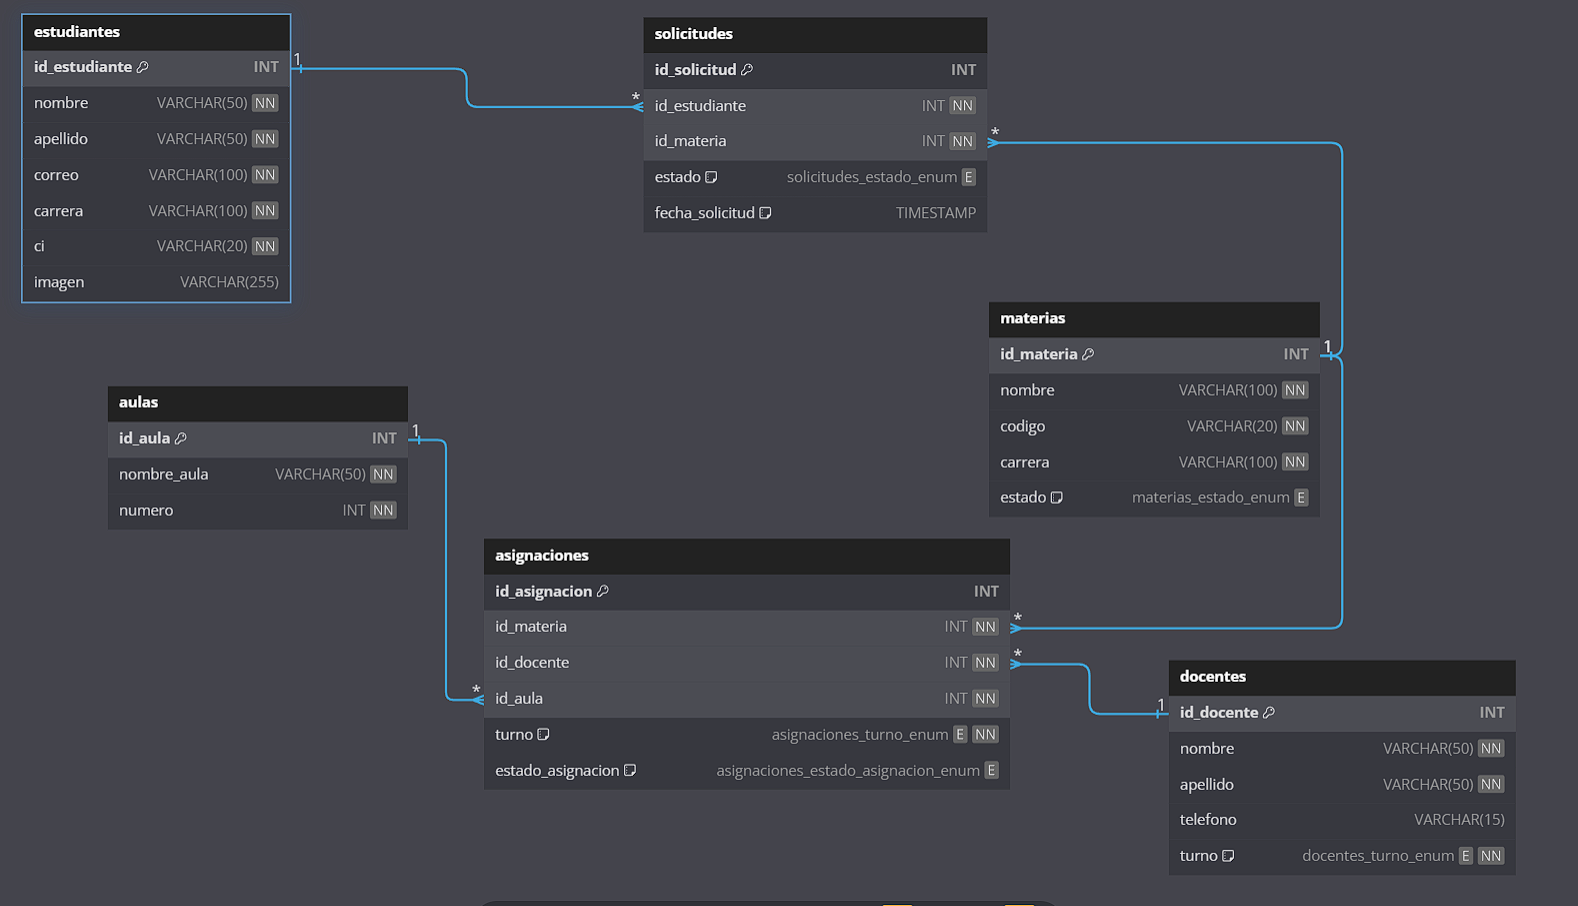 estudiantes
id_estudiante INT
nombre VARCHAR(50) NN
apellido VARCHAR(50) NN
correo VARCHAR(100) NN
carrera VARCHAR(100) NN
ci VARCHAR(20) NN
imagen VARCHAR(255)
1
*
solicitudes
id_solicitud INT
id_estudiante INT NN
id_materia INT NN
estado solicitudes_estado_enum E
fecha_solicitud TIMESTAMP
*
materias
id_materia INT
nombre VARCHAR(100) NN
codigo VARCHAR(20) NN
carrera VARCHAR(100) NN
estado materias_estado_enum E
1
aulas
id_aula INT
nombre_aula VARCHAR(50) NN
numero INT NN
1
*
asignaciones
id_asignacion INT
id_materia INT NN
id_docente INT NN
id_aula INT NN
turno asignaciones_turno_enum E NN
estado_asignacion asignaciones_estado_asignacion_enum E
*
*
1
docentes
id_docente INT
nombre VARCHAR(50) NN
apellido VARCHAR(50) NN
telefono VARCHAR(15)
turno docentes_turno_enum E NN